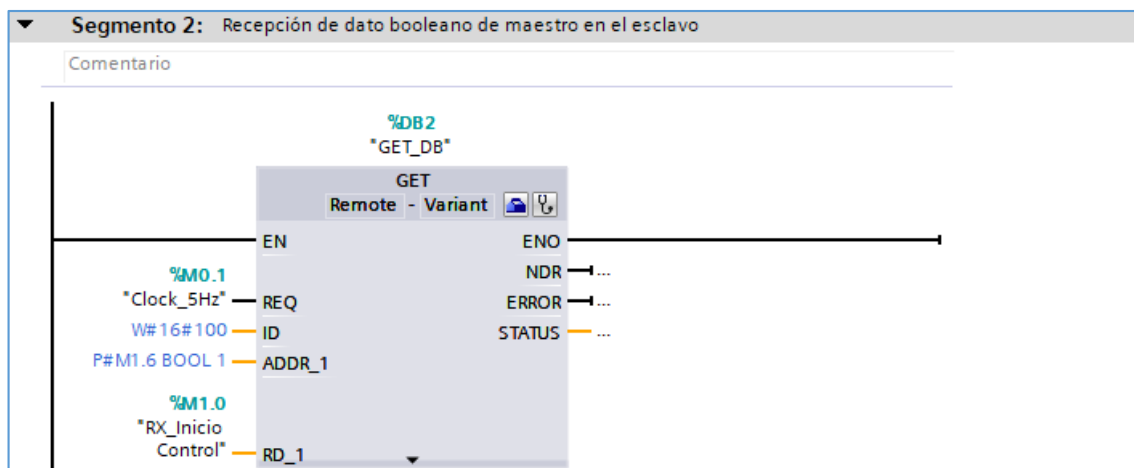 Segmento 2: Recepción de dato booleano de maestro en el esclavo
Comentario
%DB2
"GET_DB"
GET
Remote - Variant
EN ENO
NDR ...
%M0.1
"Clock_5Hz" REQ ERROR ...
W#16#100 ID STATUS ...
P#M1.6 BOOL 1 ADDR_1
%M1.0
"RX_Inicio
Control" RD_1